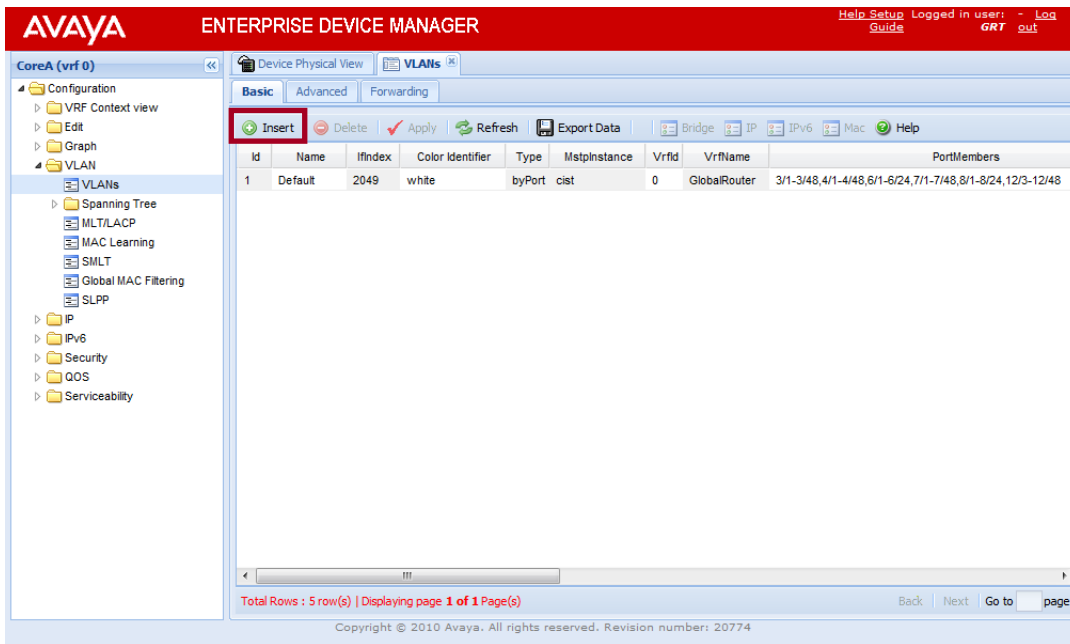 AVAYA ENTERPRISE DEVICE MANAGER Help Setup Guide Logged in user: GRT - Log out
CoreA (vrf 0)
Configuration
VRF Context view
Edit
Graph
VLAN
VLANs
Spanning Tree
MLT/LACP
MAC Learning
SMLT
Global MAC Filtering
SLPP
IP
IPv6
Security
QOS
Serviceability
Device Physical View VLANs
Basic Advanced Forwarding
Insert Delete Apply Refresh Export Data Bridge IP IPv6 Mac Help
Id Name IfIndex Color Identifier Type MstpInstance VrfId VrfName PortMembers
1 Default 2049 white byPort cist 0 GlobalRouter 3/1-3/48,4/1-4/48,6/1-6/24,7/1-7/48,8/1-8/24,12/3-12/48
Total Rows : 5 row(s) | Displaying page 1 of 1 Page(s) Back Next Go to page
Copyright © 2010 Avaya. All rights reserved. Revision number: 20774